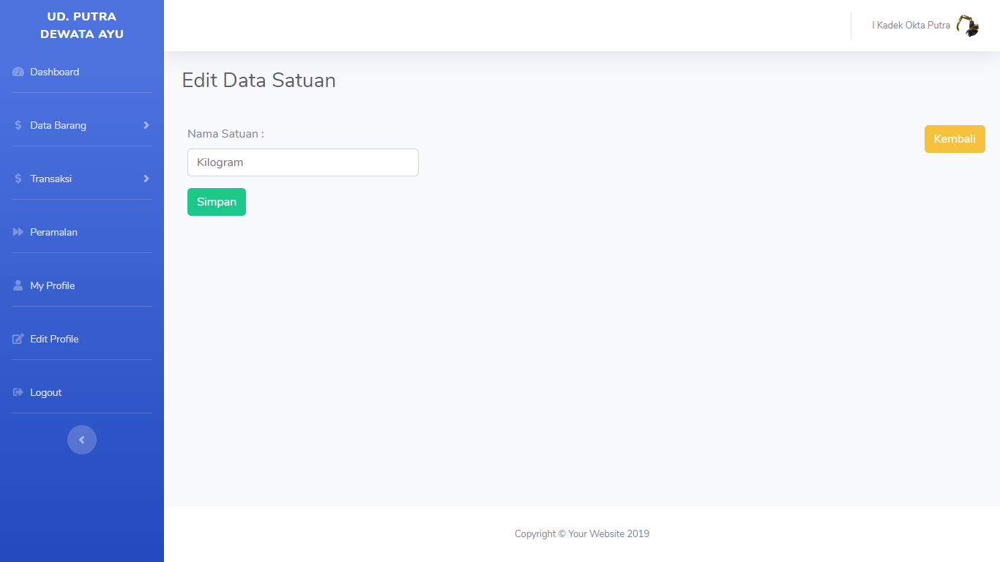 UD. PUTRA
DEWATA AYU
Dashboard
Data Barang
Transaksi
Peramalan
My Profile
Edit Profile
Logout
I Kadek Okta Putra
Edit Data Satuan
Nama Satuan :
Kilogram
Simpan
Kembali
Copyright © Your Website 2019